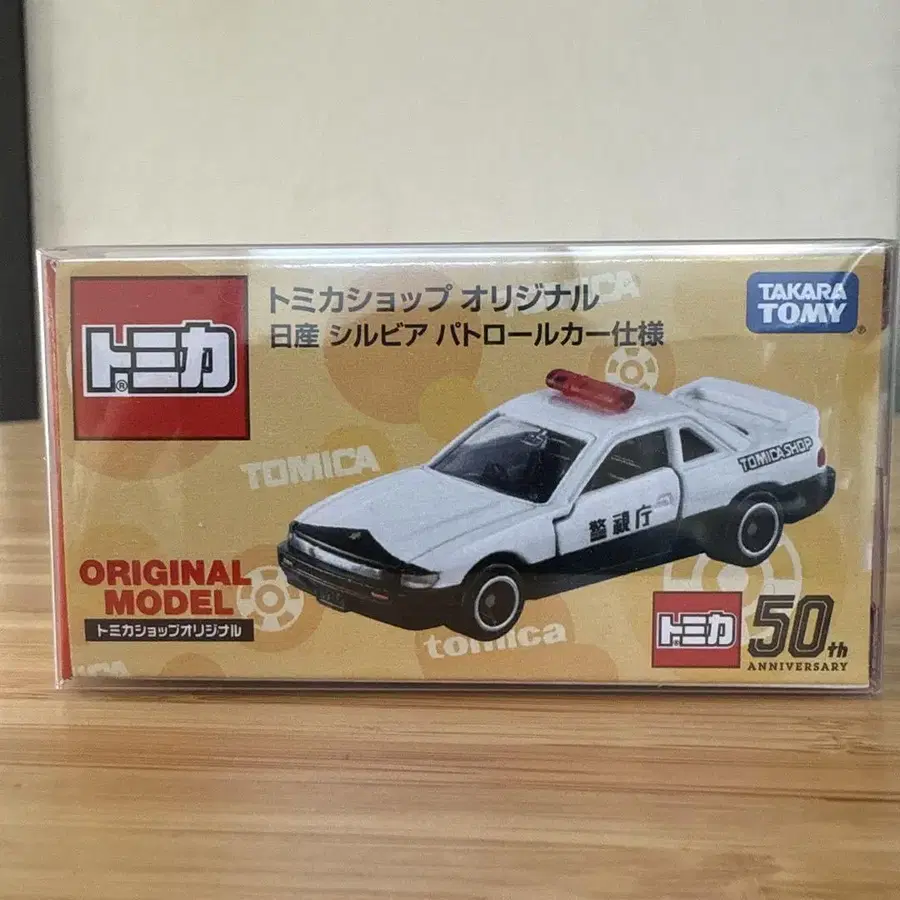 トミカ
トミカショップ オリジナル
日産 シルビア パトロールカー仕様
TAKARA
TOMY
TOMICA
TOMICA
TOMICASHOP
警視庁
ORIGINAL
MODEL
トミカショップオリジナル
tomica
TOMICA
トミカ
50th
ANNIVERSARY